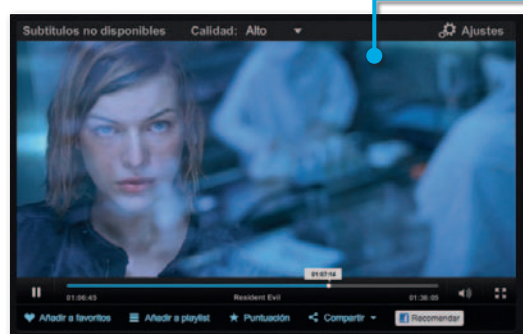 Subtítulos no disponibles Calidad: Alto Ajustes
01:07:14
01:06:45 Resident Evil 01:36:05
Añadir a favoritos Añadir a playlist Puntuación Compartir Recomendar